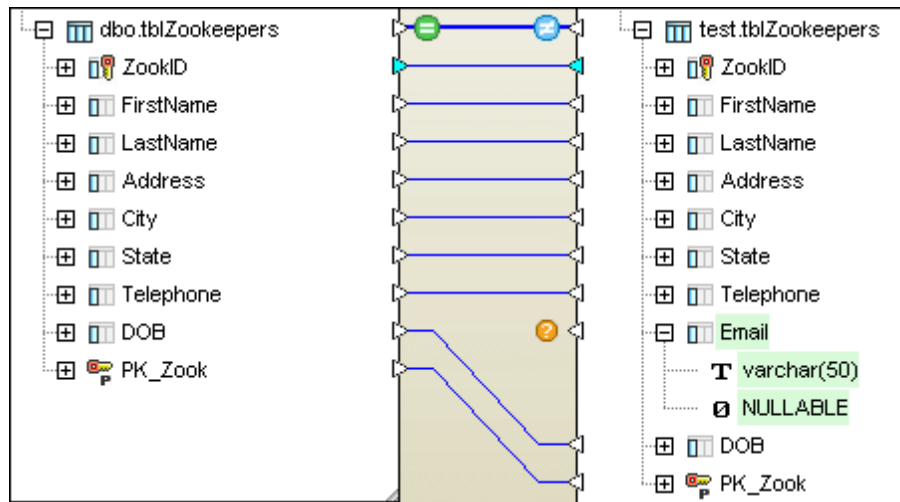 dbo.tblZookeepers
ZookID
FirstName
LastName
Address
City
State
Telephone
DOB
PK_Zook
=
≠
?
test.tblZookeepers
ZookID
FirstName
LastName
Address
City
State
Telephone
Email
T varchar(50)
Ø NULLABLE
DOB
PK_Zook